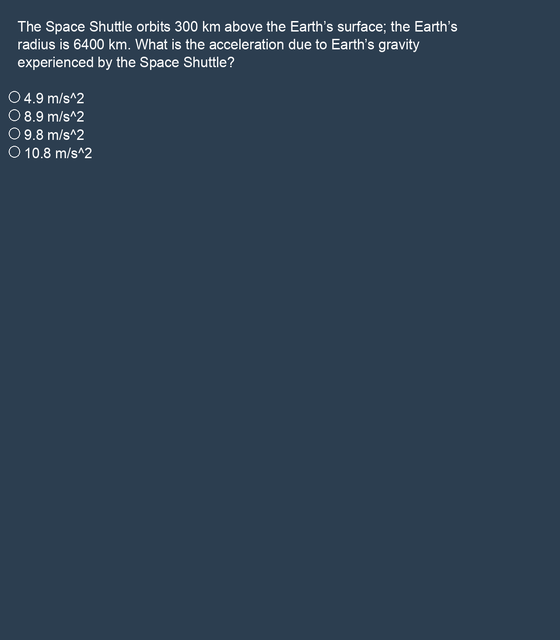 The Space Shuttle orbits 300 km above the Earth’s surface; the Earth’s
radius is 6400 km. What is the acceleration due to Earth’s gravity
experienced by the Space Shuttle?
4.9 m/s^2
8.9 m/s^2
9.8 m/s^2
10.8 m/s^2